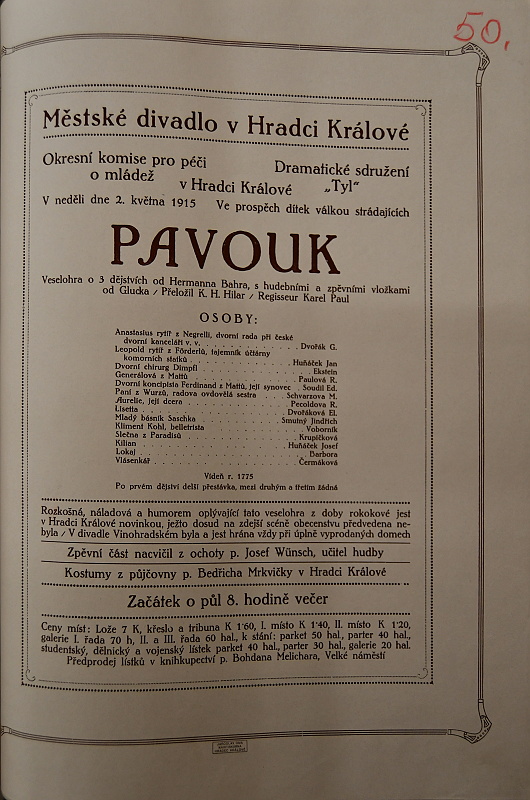 50.
Městské divadlo v Hradci Králové
Okresní komise pro péči
o mládež
v Hradci Králové
Dramatické sdružení
„Tyl“
V neděli dne 2. května 1915 Ve prospěch dítek válkou strádajících
PAVOUK
Veselohra o 3 dějstvích od Hermanna Bahra, s hudebními a zpěvními vložkami
od Glucka / Přeložil K. H. Hilar / Regisseur Karel Paul
OSOBY:
Anastasius rytíř z Negrelli, dvorní rada při české
dvorní kanceláři v. v. . . . . . . . . . . . Dvořák G.
Leopold rytíř z Förderlů, tajemník účtárny
komorních statků . . . . . . . . . . . . Huňáček Jan
Dvorní chirurg Dimpfl . . . . . . . . . . . . Ekstein
Generálová z Mattů . . . . . . . . . . . . Paulová R.
Dvorní koncipista Ferdinand z Mattů, její synovec . Soudil Ed.
Paní z Wurzů, radova ovdovělá sestra . . . . Schvarzova M.
Aurelie, její dcera . . . . . . . . . . . . Pecoldova R.
Lisetta . . . . . . . . . . . . Dvořáková El.
Mladý básník Saschka . . . . . . . . . . . . Smutný Jindřich
Kliment Kohl, belletrista . . . . . . . . . . . . Voborník
Slečna z Paradisů . . . . . . . . . . . . Krupičková
Kilian . . . . . . . . . . . . Huňáček Josef
Lokaj . . . . . . . . . . . . Barbora
Vlásenkář . . . . . . . . . . . . Čermáková
Vídeň r. 1775
Po prvém dějství delší přestávka, mezi druhým a třetím žádná
Rozkošná, náladová a humorem oplývající tato veselohra z doby rokokové jest
v Hradci Králové novinkou, ježto dosud na zdejší scéně obecenstvu předvedena ne-
byla / V divadle Vinohradském byla a jest hrána vždy při úplně vyprodaných domech
Zpěvní část nacvičil z ochoty p. Josef Wünsch, učitel hudby
Kostumy z půjčovny p. Bedřicha Mrkvičky v Hradci Králové
Začátek o půl 8. hodině večer
Ceny míst: Lože 7 K, křeslo a tribuna K 1·60, I. místo K 1·40, II. místo K 1·20,
galerie I. řada 70 h, II. a III. řada 60 hal., k stání: parket 50 hal., parter 40 hal.,
studentský, dělnický a vojenský lístek parket 40 hal., parter 30 hal., galerie 20 hal.
Předprodej lístků v knihkupectví p. Bohdana Melichara, Velké náměstí